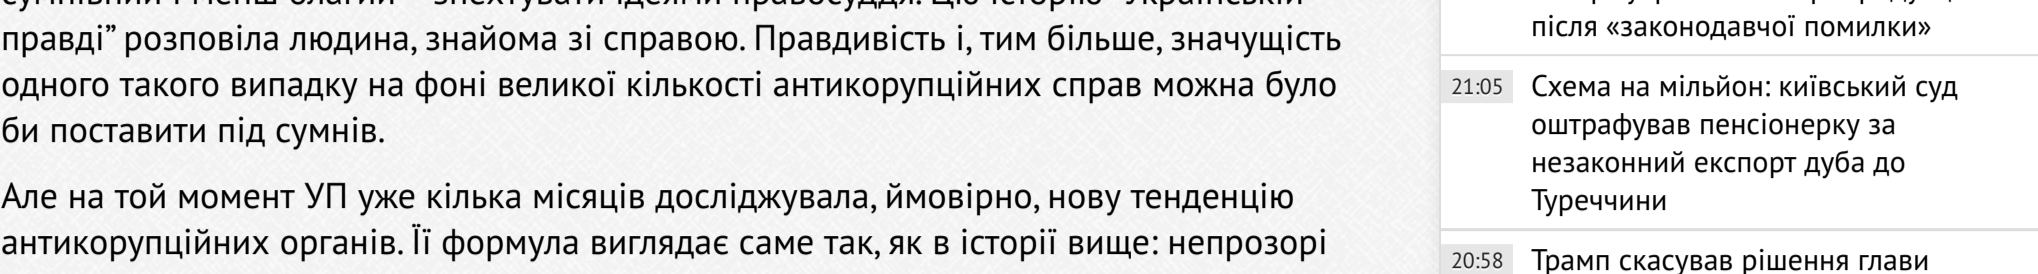 правді” розповіла людина, знайома зі справою. Правдивість і, тим більше, значущість
одного такого випадку на фоні великої кількості антикорупційних справ можна було
би поставити під сумнів.
Але на той момент УП уже кілька місяців досліджувала, ймовірно, нову тенденцію
антикорупційних органів. Її формула виглядає саме так, як в історії вище: непрозорі
після «законодавчої помилки»
21:05
Схема на мільйон: київський суд
оштрафував пенсіонерку за
незаконний експорт дуба до
Туреччини
20:58
Трамп скасував рішення глави